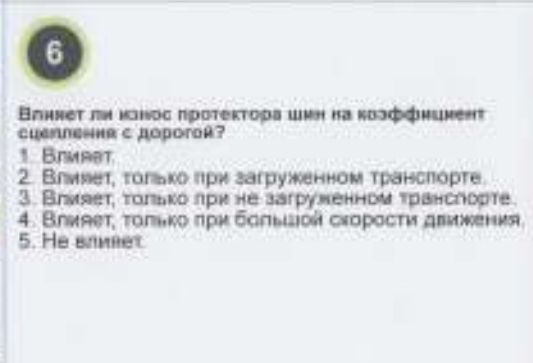 6
Влияет ли износ протектора шин на коэффициент
сцепления с дорогой?
1. Влияет.
2. Влияет, только при загруженном транспорте.
3. Влияет, только при не загруженном транспорте.
4. Влияет, только при большой скорости движения.
5. Не влияет.